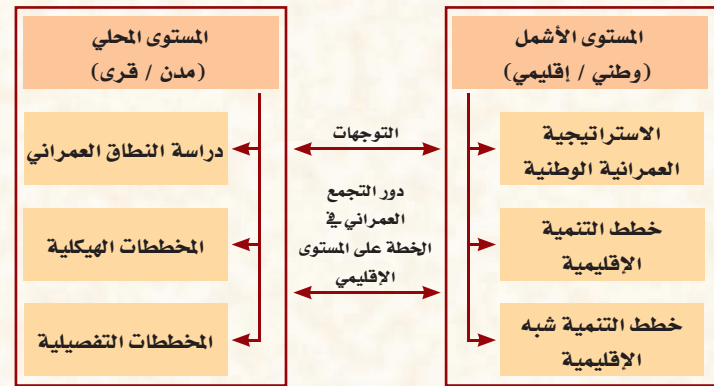 المستوى الأشمل
(وطني / إقليمي)
الاستراتيجية
العمرانية الوطنية
خطط التنمية
الإقليمية
خطط التنمية شبه
الإقليمية
التوجهات
دور التجمع
العمراني في
الخطة على المستوى
الإقليمي
المستوى المحلي
(مدن / قرى)
دراسة النطاق العمراني
المخططات الهيكلية
المخططات التفصيلية